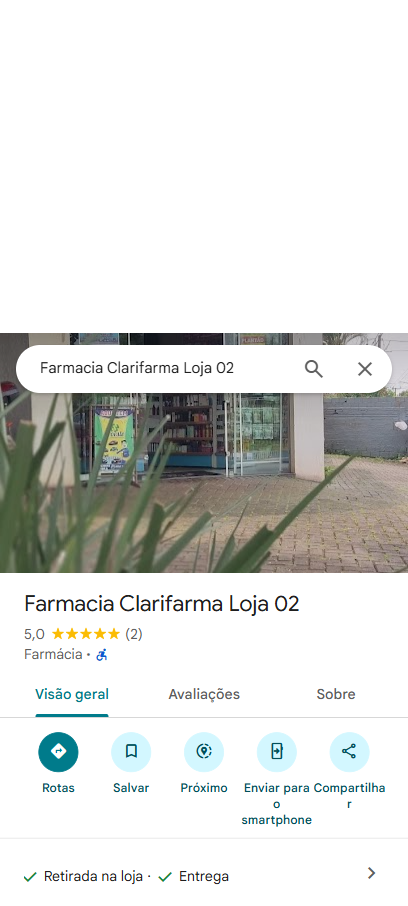 Farmacia Clarifarma Loja 02
Farmacia Clarifarma Loja 02
5,0 (2)
Farmácia ·
Visão geral Avaliações Sobre
Rotas Salvar Próximo Enviar para o smartphone Compartilhar
Retirada na loja · Entrega